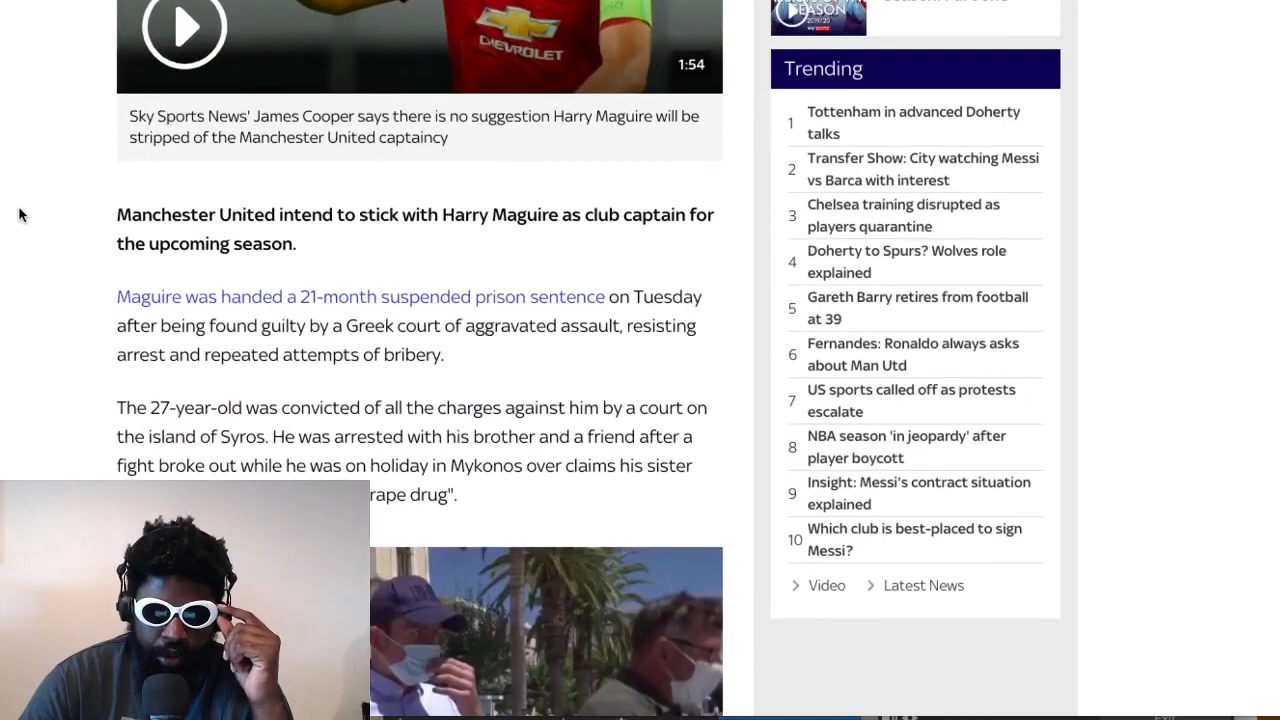 CHEVROLET
1:54
Sky Sports News' James Cooper says there is no suggestion Harry Maguire will be
stripped of the Manchester United captaincy
Manchester United intend to stick with Harry Maguire as club captain for
the upcoming season.
Maguire was handed a 21-month suspended prison sentence on Tuesday
after being found guilty by a Greek court of aggravated assault, resisting
arrest and repeated attempts of bribery.
The 27-year-old was convicted of all the charges against him by a court on
the island of Syros. He was arrested with his brother and a friend after a
fight broke out while he was on holiday in Mykonos over claims his sister
rape drug".
SEASON
2019/20
Trending
1 Tottenham in advanced Doherty
talks
2 Transfer Show: City watching Messi
vs Barca with interest
3 Chelsea training disrupted as
players quarantine
4 Doherty to Spurs? Wolves role
explained
5 Gareth Barry retires from football
at 39
6 Fernandes: Ronaldo always asks
about Man Utd
7 US sports called off as protests
escalate
8 NBA season 'in jeopardy' after
player boycott
9 Insight: Messi's contract situation
explained
10 Which club is best-placed to sign
Messi?
Video Latest News